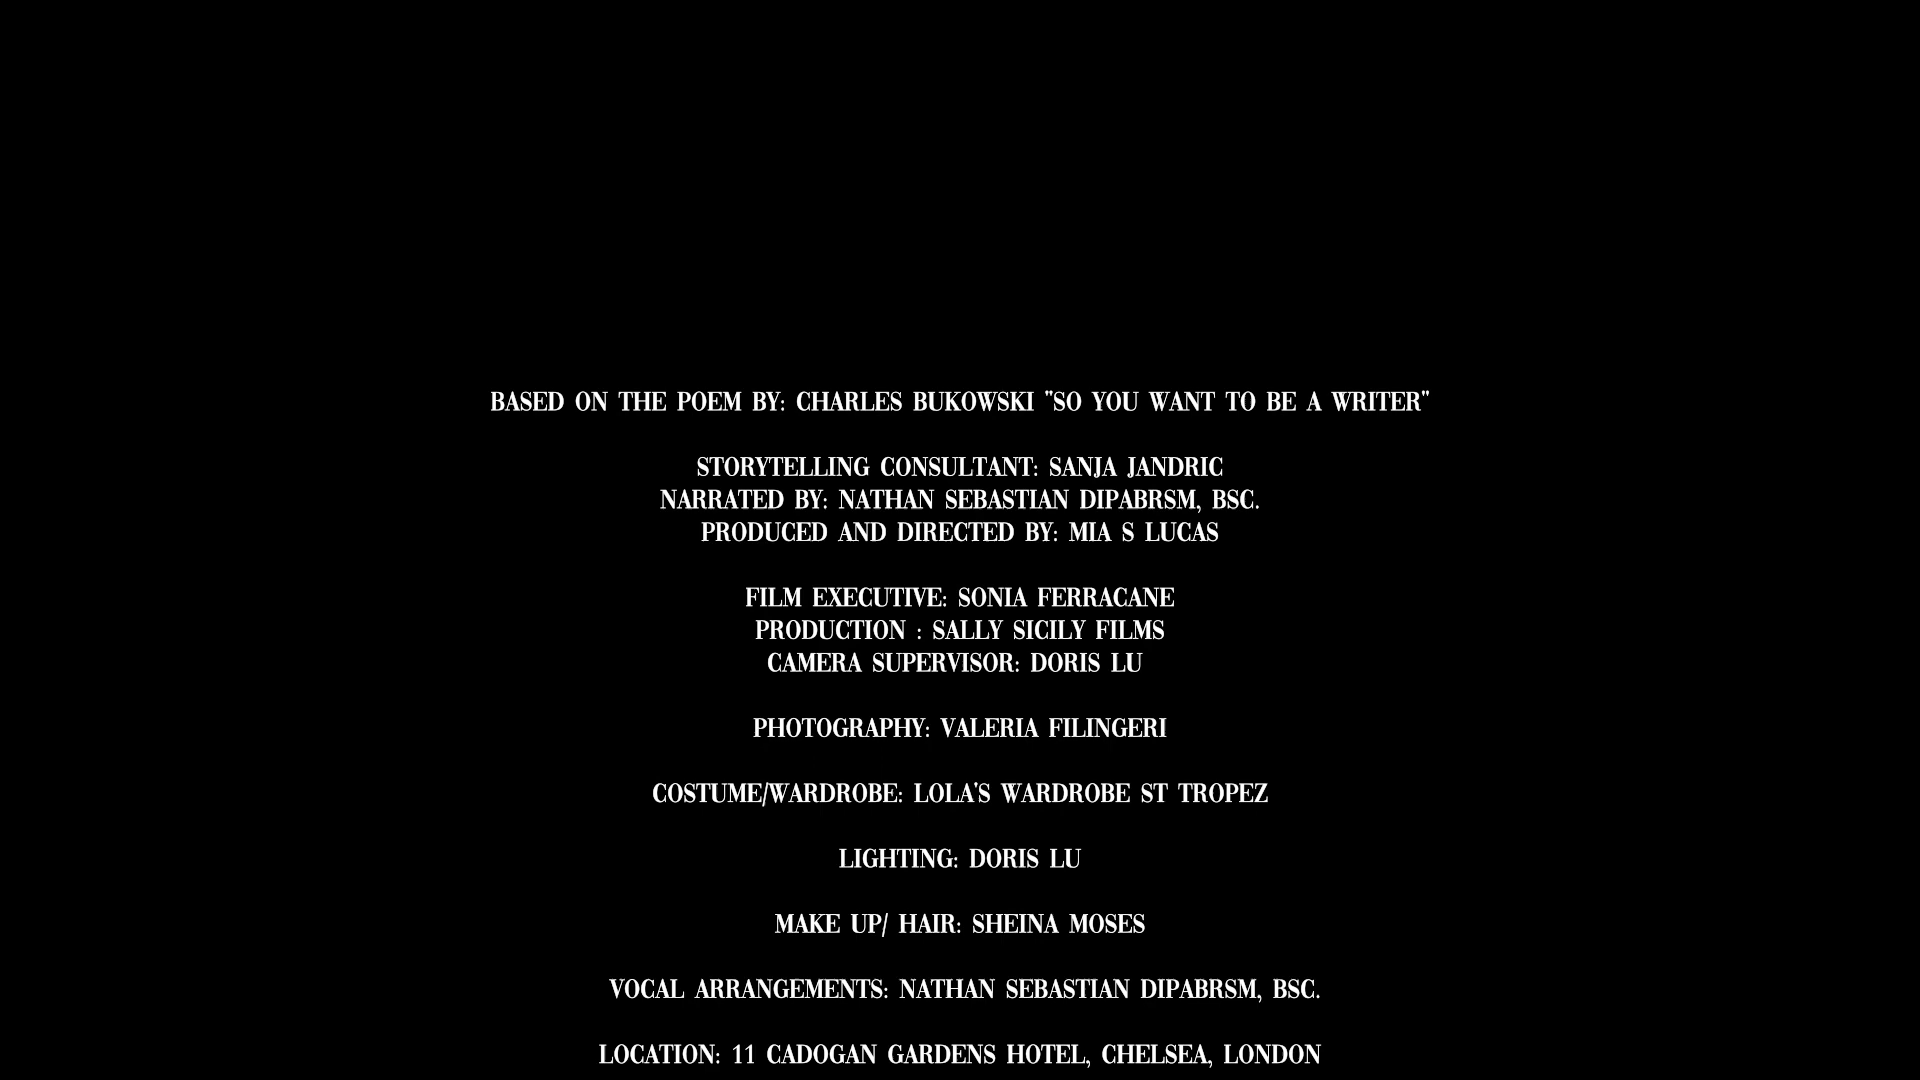 BASED ON THE POEM BY: CHARLES BUKOWSKI "SO YOU WANT TO BE A WRITER"
STORYTELLING CONSULTANT: SANJA JANDRIC
NARRATED BY: NATHAN SEBASTIAN DIPABRSM, BSC.
PRODUCED AND DIRECTED BY: MIA S LUCAS
FILM EXECUTIVE: SONIA FERRACANE
PRODUCTION : SALLY SICILY FILMS
CAMERA SUPERVISOR: DORIS LU
PHOTOGRAPHY: VALERIA FILINGERI
COSTUME/WARDROBE: LOLA'S WARDROBE ST TROPEZ
LIGHTING: DORIS LU
MAKE UP/ HAIR: SHEINA MOSES
VOCAL ARRANGEMENTS: NATHAN SEBASTIAN DIPABRSM, BSC.
LOCATION: 11 CADOGAN GARDENS HOTEL, CHELSEA, LONDON